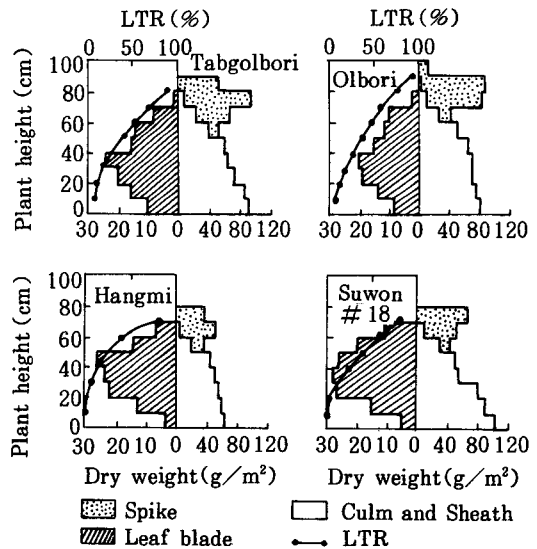 LTR (%) LTR (%)
0 50 100 0 50 100
Plant height (cm)
100 80 60 40 20 0
Tabgolbori Olbori
30 20 10 0 40 80 120 30 20 10 0 40 80 120
Plant height (cm)
100 80 60 40 20 0
Hangmi Suwon
# 18
30 20 10 0 40 80 120 30 20 10 0 40 80 120
Dry weight (g/m²) Dry weight (g/m²)
Spike Culm and Sheath
Leaf blade LTR